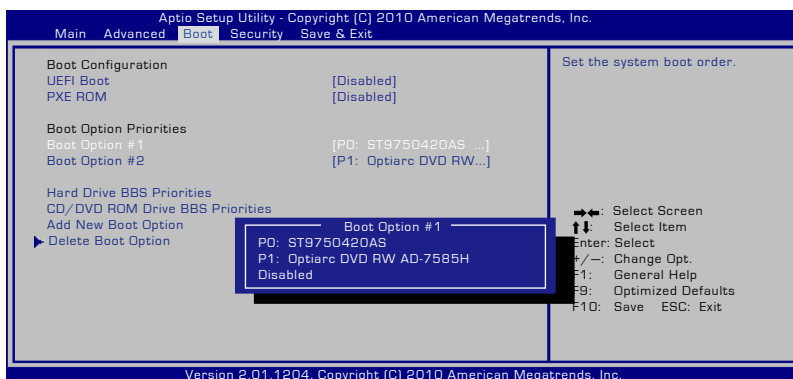 Aptio Setup Utility - Copyright (C) 2010 American Megatrends, Inc.
Main Advanced Boot Security Save & Exit
Boot Configuration
UEFI Boot [Disabled]
PXE ROM [Disabled]
Boot Option Priorities
Boot Option #1 [P0: ST9750420AS ...]
Boot Option #2 [P1: Optiarc DVD RW...]
Hard Drive BBS Priorities
CD/DVD ROM Drive BBS Priorities
Add New Boot Option
Delete Boot Option
Boot Option #1
P0: ST9750420AS
P1: Optiarc DVD RW AD-7585H
Disabled
Set the system boot order.
→←: Select Screen
↑↓: Select Item
Enter: Select
+/—: Change Opt.
F1: General Help
F9: Optimized Defaults
F10: Save ESC: Exit
Version 2.01.1204. Copyright (C) 2010 American Megatrends, Inc.